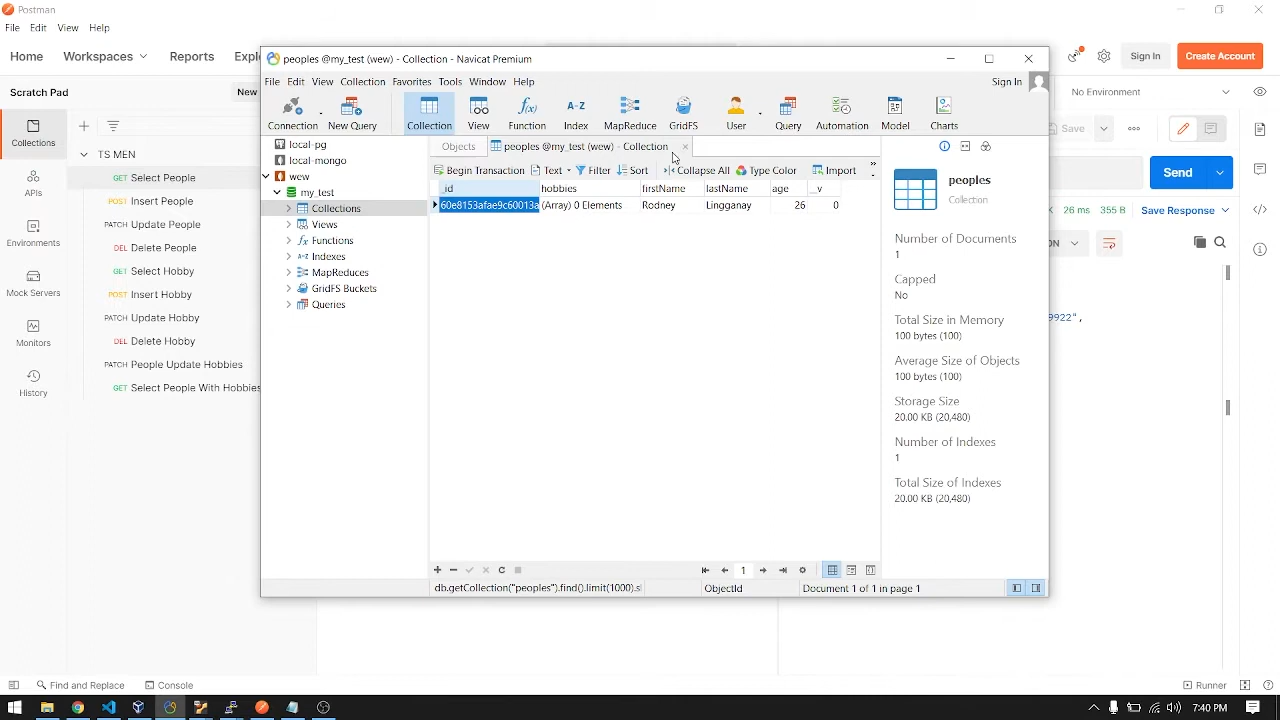 Postman
File Edit View Help
Home Workspaces Reports Sign In Create Account
Scratch Pad New No Environment
Collections
APIs
Environments
Mock Servers
Monitors
History
TS MEN
GET Select People
POST Insert People
PATCH Update People
DEL Delete People
GET Select Hobby
POST Insert Hobby
PATCH Update Hobby
DEL Delete Hobby
PATCH People Update Hobbies
GET Select People With Hobbies
peoples @my_test (wew) - Collection - Navicat Premium
File Edit View Collection Favorites Tools Window Help Sign In
Connection New Query Collection View Function Index MapReduce GridFS User Query Automation Model Charts
local-pg
local-mongo
wew
my_test
Collections
Views
Functions
Indexes
MapReduces
GridFS Buckets
Queries
Objects peoples @my_test (wew) - Collection
Begin Transaction Text Filter Sort Collapse All Type Color Import
_id hobbies firstName lastName age __v
60e8153afae9c60013a (Array) 0 Elements Rodney Lingganay 26 0
peoples
Collection
Number of Documents
1
Capped
No
Total Size in Memory
100 bytes (100)
Average Size of Objects
100 bytes (100)
Storage Size
20.00 KB (20,480)
Number of Indexes
1
Total Size of Indexes
20.00 KB (20,480)
1
db.getCollection("peoples").find().limit(1000).s ObjectId Document 1 of 1 in page 1
Save
Send
26 ms 355 B Save Response
9922",
Find and Replace Console Runner
7:40 PM